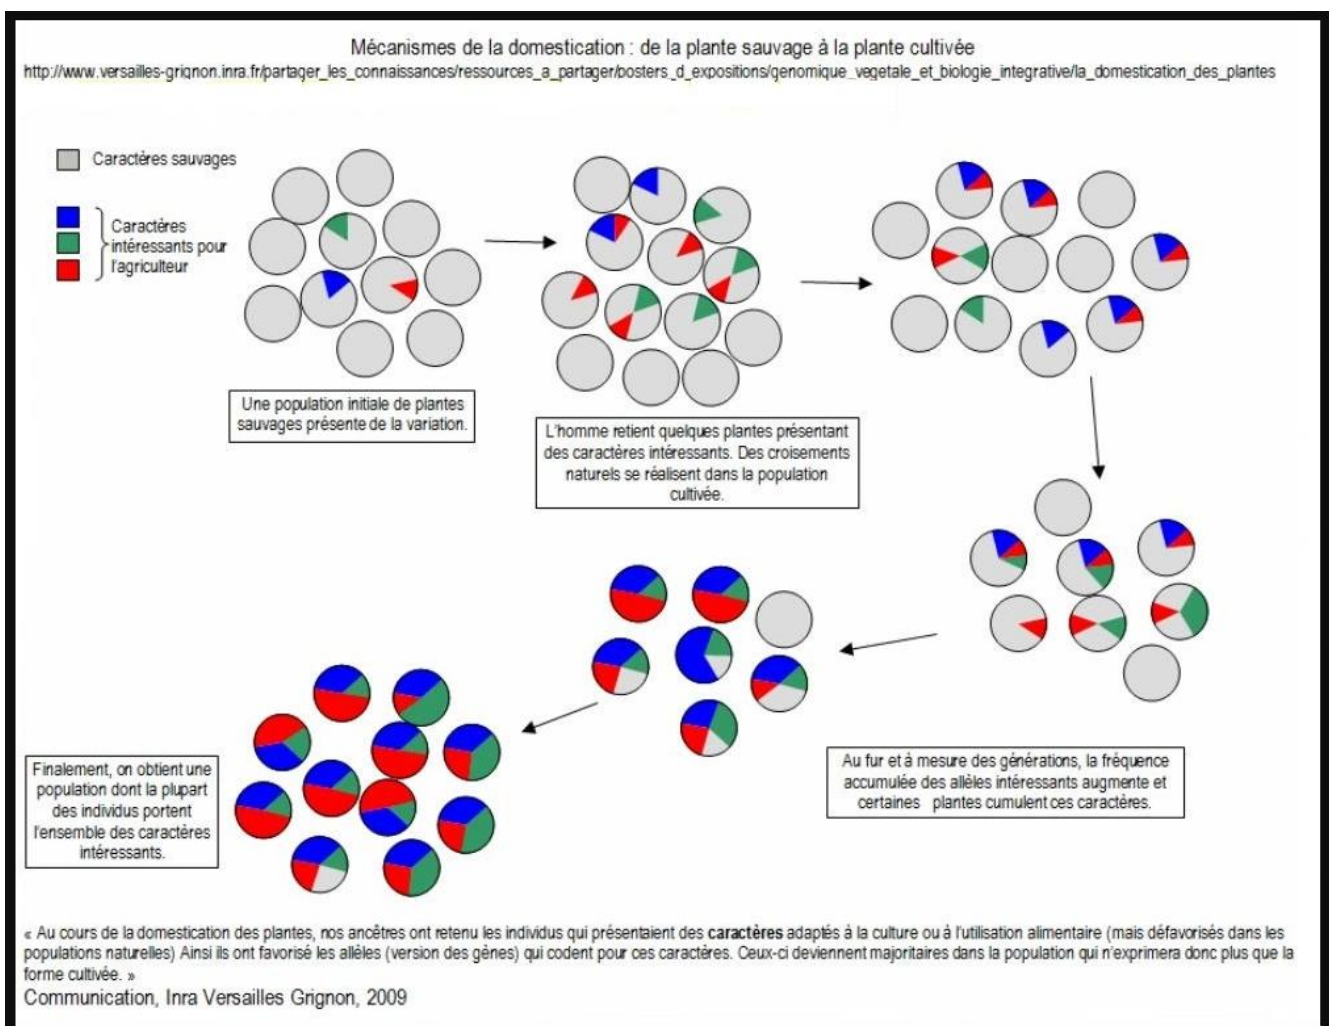 Mécanismes de la domestication : de la plante sauvage à la plante cultivée
http://www.versailles-grignon.inra.fr/partager_les_connaissances/ressources_a_partager/posters_d_expositions/genomique_vegetale_et_biologie_integrative/la_domestication_des_plantes
Caractères sauvages
Caractères
intéressants pour
l'agriculteur
Une population initiale de plantes
sauvages présente de la variation.
L'homme retient quelques plantes présentant
des caractères intéressants. Des croisements
naturels se réalisent dans la population
cultivée.
Au fur et à mesure des générations, la fréquence
accumulée des allèles intéressants augmente et
certaines plantes cumulent ces caractères.
Finalement, on obtient une
population dont la plupart
des individus portent
l'ensemble des caractères
intéressants.
« Au cours de la domestication des plantes, nos ancêtres ont retenu les individus qui présentaient des caractères adaptés à la culture ou à l'utilisation alimentaire (mais défavorisés dans les
populations naturelles) Ainsi ils ont favorisé les allèles (version des gènes) qui codent pour ces caractères. Ceux-ci deviennent majoritaires dans la population qui n'exprimera donc plus que la
forme cultivée. »
Communication, Inra Versailles Grignon, 2009